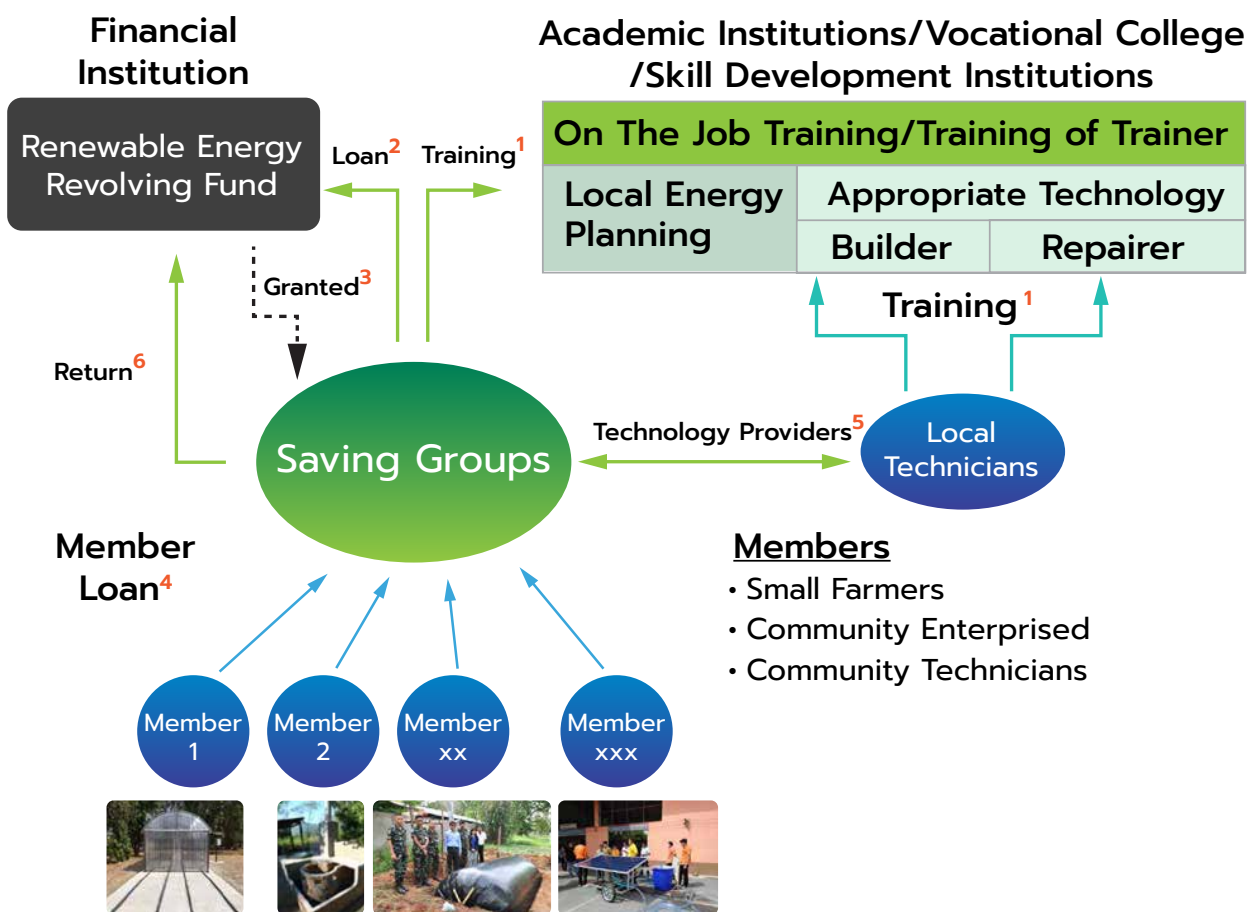 Financial
Institution
Renewable Energy
Revolving Fund
Academic Institutions/Vocational College
/Skill Development Institutions
On The Job Training/Training of Trainer
Local Energy
Planning
Appropriate Technology
Builder
Repairer
Loan2
Training1
Granted3
Training 1
Return6
Saving Groups
Technology Providers5
Local
Technicians
Member
Loan4
Members
• Small Farmers
• Community Enterprised
• Community Technicians
Member
1
Member
2
Member
xx
Member
xxx